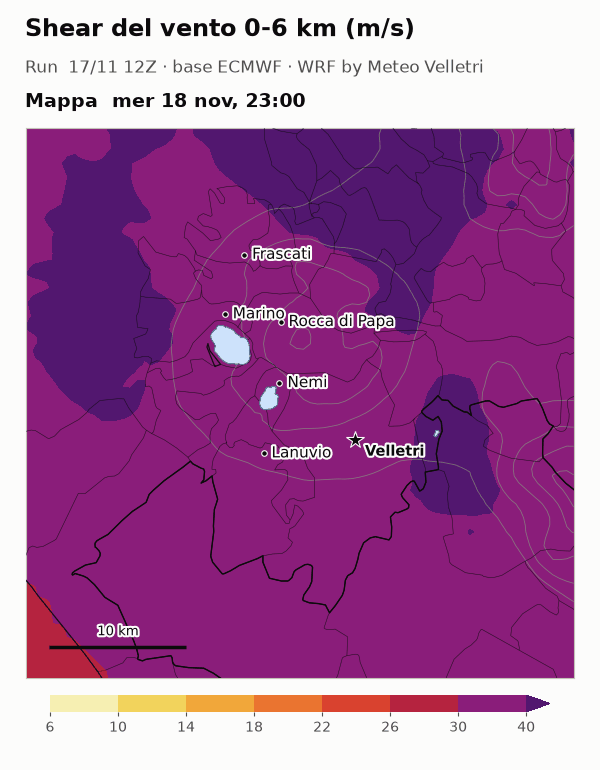 Shear del vento 0-6 km (m/s)
Run  17/11 12Z · base ECMWF · WRF by Meteo Velletri
Mappa  mer 18 nov, 23:00
Frascati
Marino
Rocca di Papa
Nemi
Velletri
Lanuvio
10 km
6 10 14 18 22 26 30 40